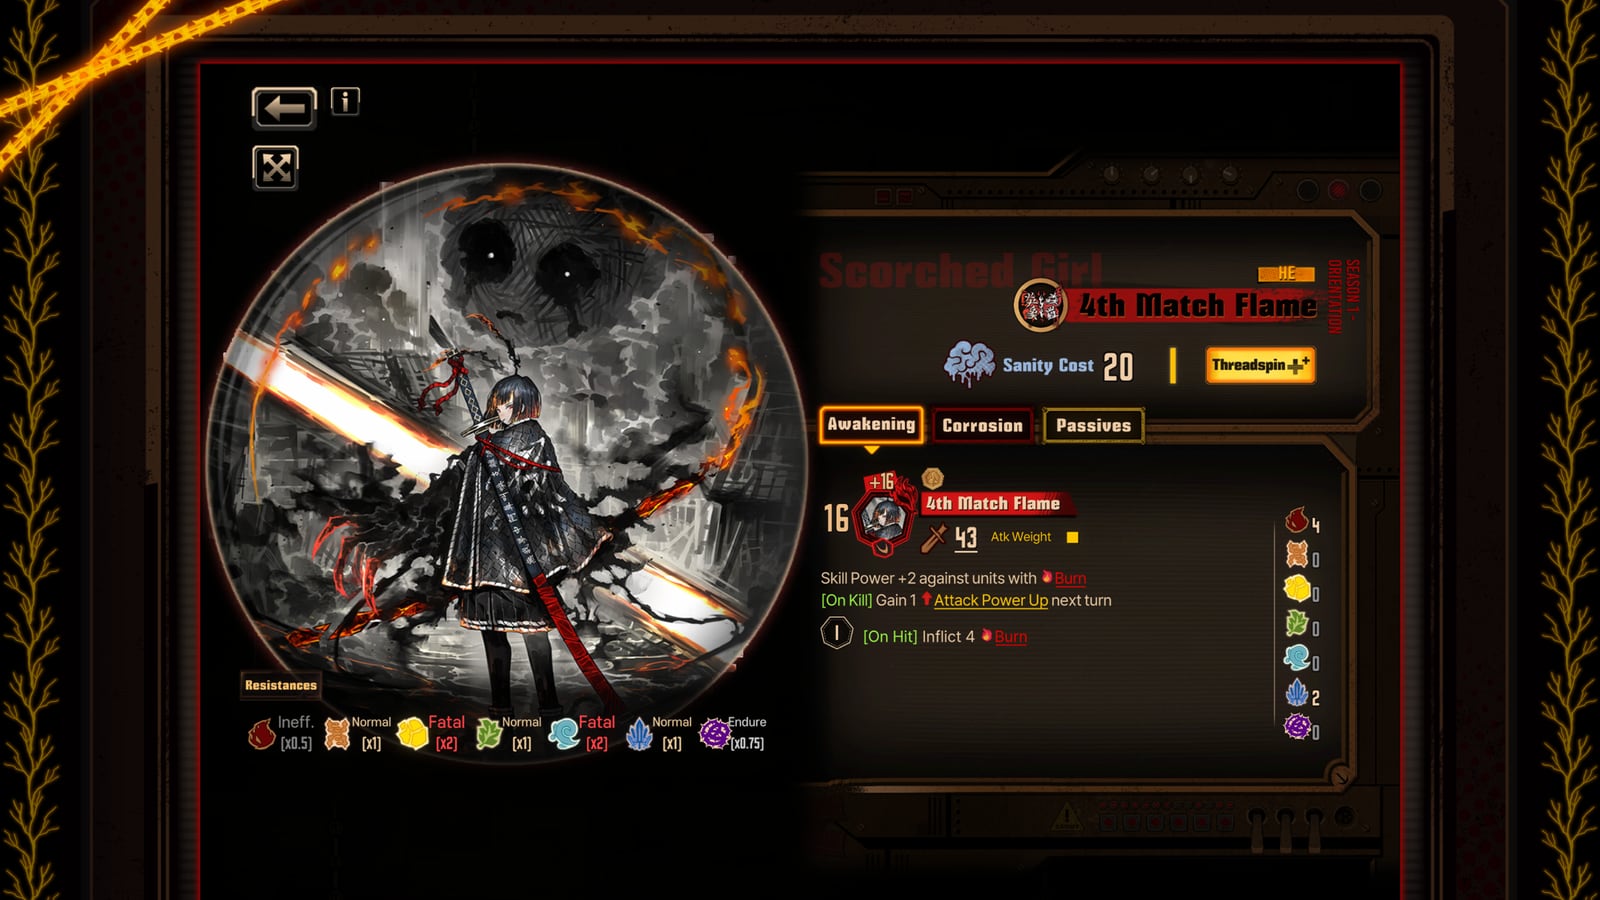 i
Scorched Girl
HE
4th Match Flame
SEASON 1 -
ORIENTATION
Sanity Cost 20
Threadspin
Awakening
Corrosion
Passives
+16
16
4th Match Flame
43 Atk Weight
Skill Power +2 against units with Burn
[On Kill] Gain 1 Attack Power Up next turn
I [On Hit] Inflict 4 Burn
4
0
0
0
0
2
0
Resistances
Ineff. [x0.5]
Normal [x1]
Fatal [x2]
Normal [x1]
Fatal [x2]
Normal [x1]
Endure [x0.75]